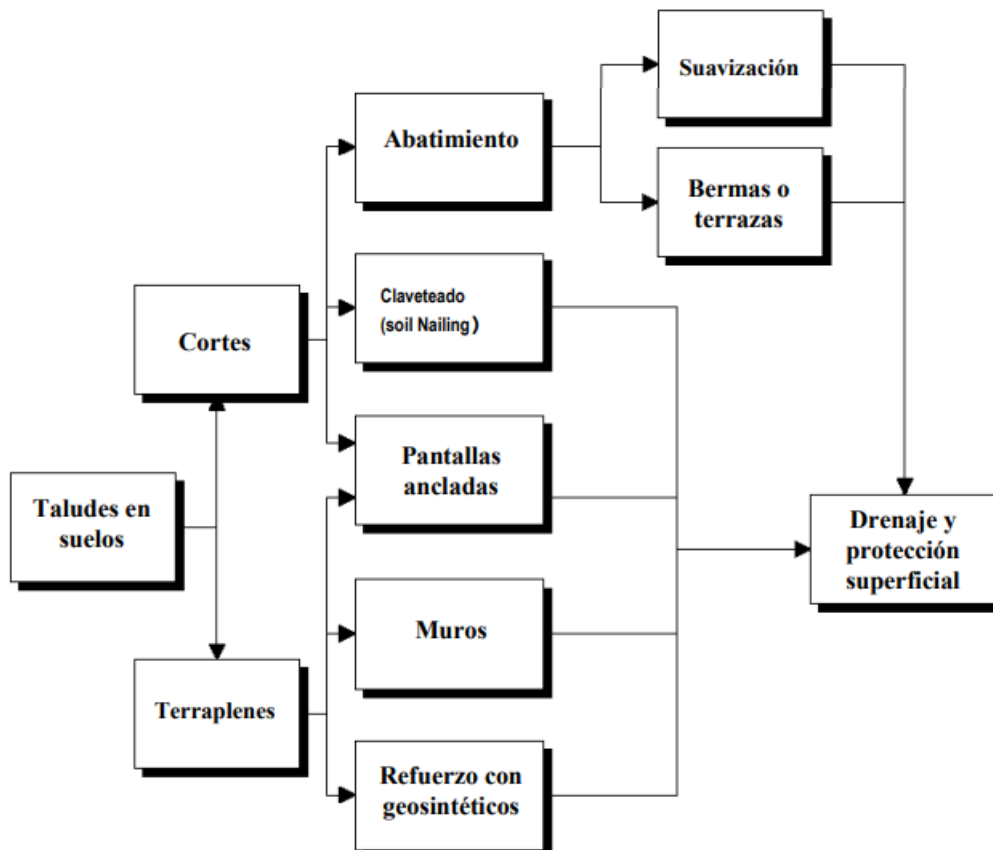 Suavización
Abatimiento
Bermas o
terrazas
Claveteado
(soil Nailing)
Cortes
Pantallas
ancladas
Taludes en
suelos
Drenaje y
protección
superficial
Muros
Terraplenes
Refuerzo con
geosintéticos